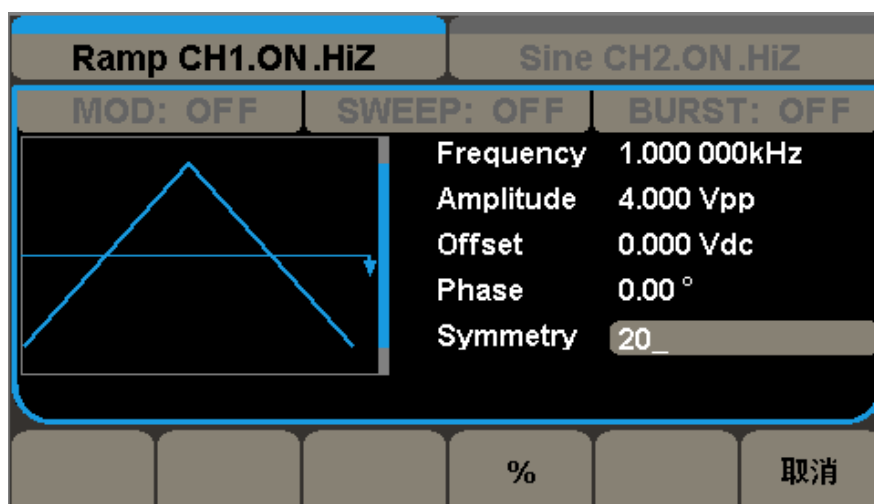 Ramp CH1.ON.HiZ Sine CH2.ON.HiZ
MOD: OFF SWEEP: OFF BURST: OFF
Frequency 1.000 000kHz
Amplitude 4.000 Vpp
Offset 0.000 Vdc
Phase 0.00 °
Symmetry 20_
% 取消